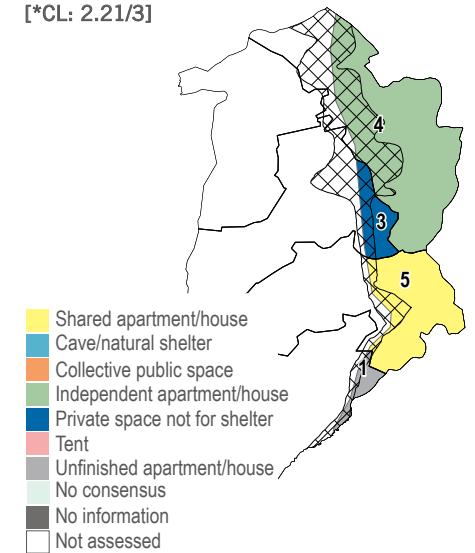 [*CL: 2.21/3]
4
3
5
1
Shared apartment/house
Cave/natural shelter
Collective public space
Independent apartment/house
Private space not for shelter
Tent
Unfinished apartment/house
No consensus
No information
Not assessed